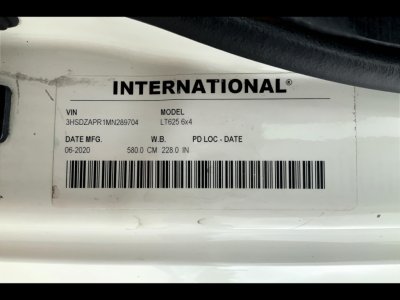 INTERNATIONAL®
VIN MODEL
3HSDZAPR1MN289704 LT625 6x4
DATE MFG. W.B. PD LOC - DATE
06-2020 580.0 CM 228.0 IN